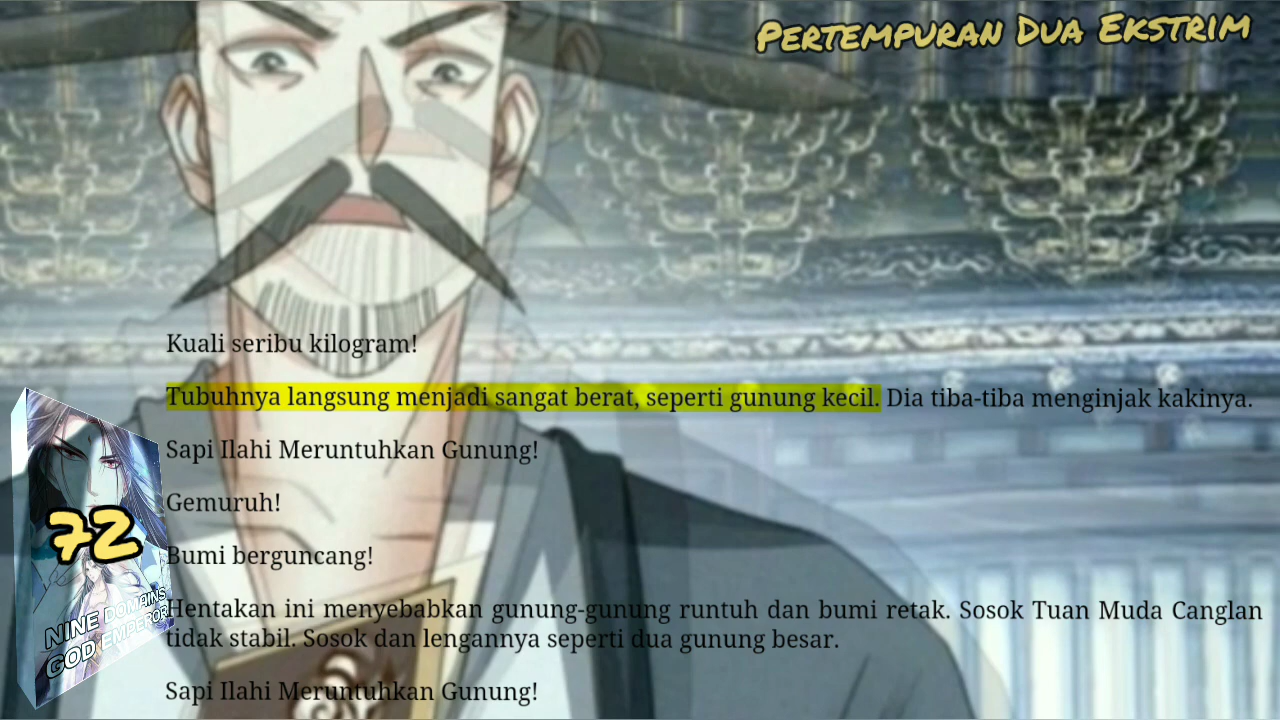 Pertempuran Dua Ekstrim
Kuali seribu kilogram!
Tubuhnya langsung menjadi sangat berat, seperti gunung kecil. Dia tiba-tiba menginjak kakinya.
Sapi Ilahi Meruntuhkan Gunung!
Gemuruh!
72
Bumi berguncang!
NINE DOMAINS
GOD EMPEROR
Hentakan ini menyebabkan gunung-gunung runtuh dan bumi retak. Sosok Tuan Muda Canglan
tidak stabil. Sosok dan lengannya seperti dua gunung besar.
Sapi Ilahi Meruntuhkan Gunung!